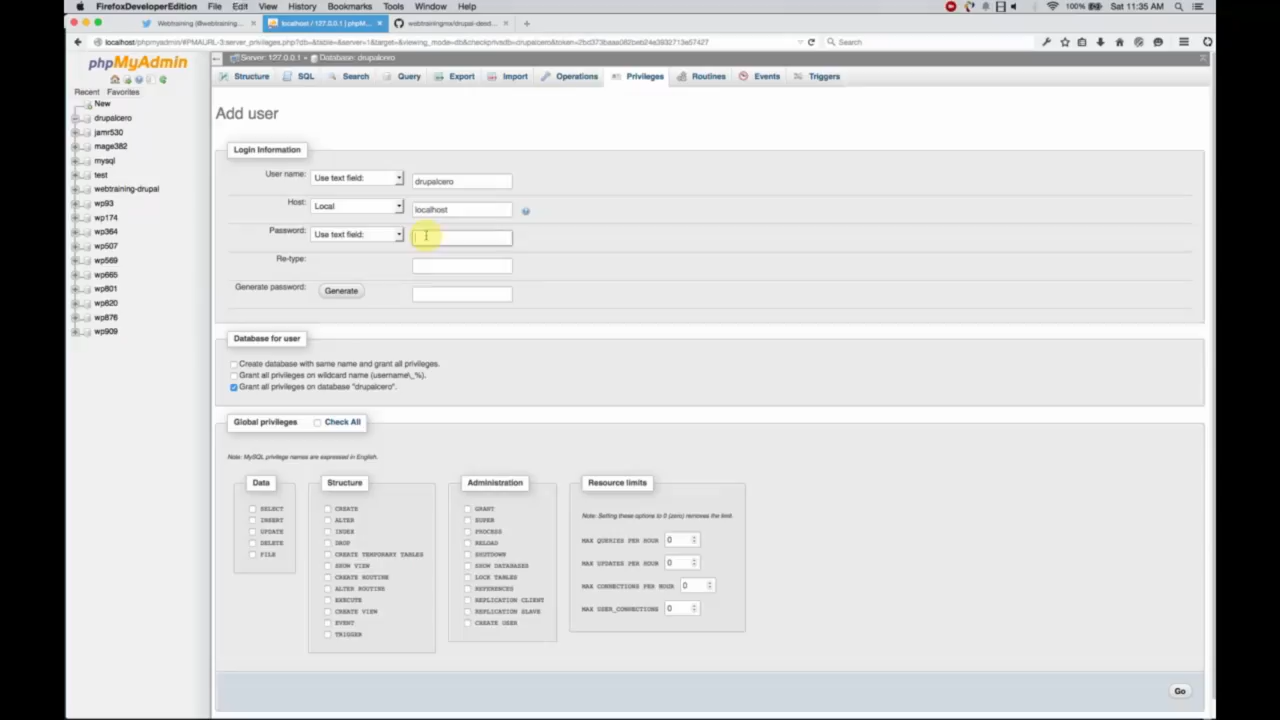 FirefoxDeveloperEdition File Edit View History Bookmarks Tools Window Help 100% Sat 11:35 AM
localhost / 127.0.0.1 | phpM...
Search
phpMyAdmin
Server: 127.0.0.1 » Database: drupalcero
Structure SQL Search Query Export Import Operations Privileges Routines Events Triggers
Recent Favorites
New
drupalcero
jamr530
mage382
mysql
test
webtraining-drupal
wp93
wp174
wp364
wp507
wp569
wp665
wp801
wp820
wp876
wp909
Add user
Login Information
User name: Use text field: drupalcero
Host: Local localhost
Password: Use text field:
Re-type:
Generate password: Generate
Database for user
Create database with same name and grant all privileges.
Grant all privileges on wildcard name (username\_%).
Grant all privileges on database "drupalcero".
Global privileges Check All
Note: MySQL privilege names are expressed in English.
Data
SELECT
INSERT
UPDATE
DELETE
FILE
Structure
CREATE
ALTER
INDEX
DROP
CREATE TEMPORARY TABLES
SHOW VIEW
CREATE ROUTINE
ALTER ROUTINE
EXECUTE
CREATE VIEW
EVENT
TRIGGER
Administration
GRANT
SUPER
PROCESS
RELOAD
SHUTDOWN
SHOW DATABASES
LOCK TABLES
REFERENCES
REPLICATION CLIENT
REPLICATION SLAVE
CREATE USER
Resource limits
Note: Setting these options to 0 (zero) removes the limit.
MAX QUERIES PER HOUR 0
MAX UPDATES PER HOUR 0
MAX CONNECTIONS PER HOUR 0
MAX USER_CONNECTIONS 0
Go